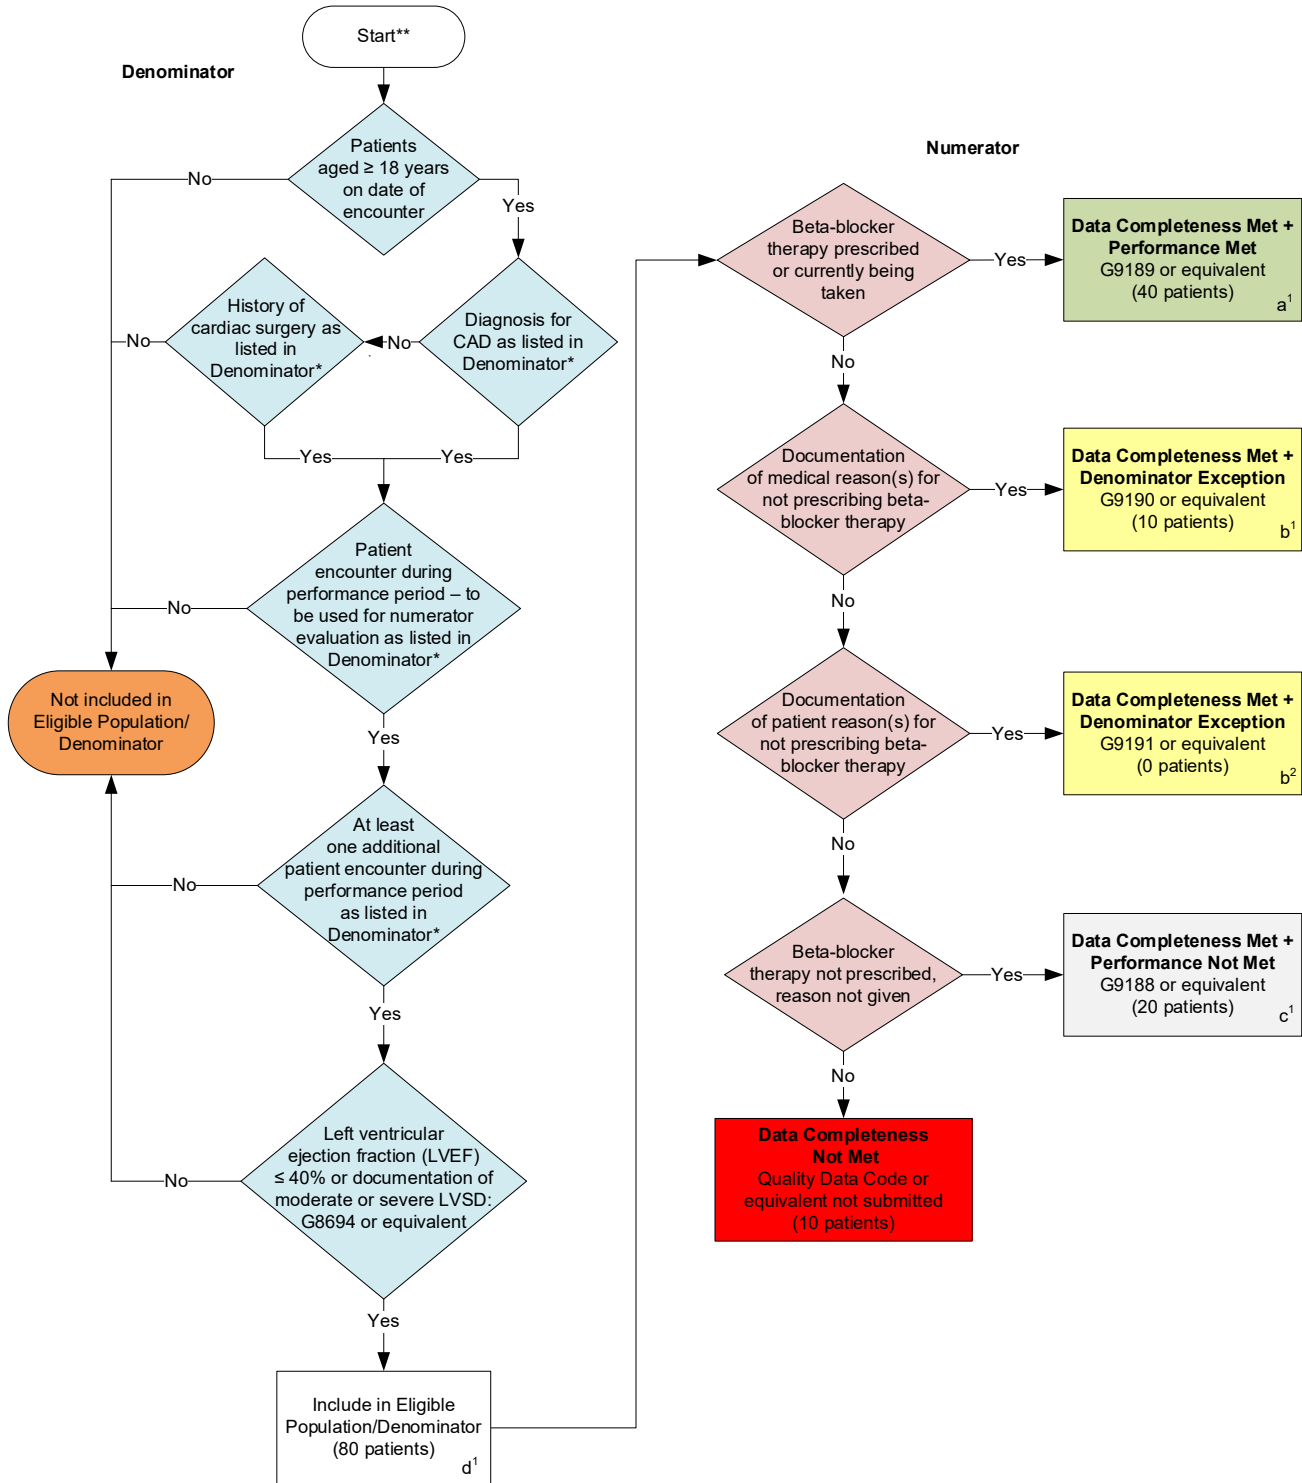 Start**
Denominator
Patients
aged ≥ 18 years
on date of
encounter
No
Yes
History of
cardiac surgery as
listed in
Denominator*
No
Diagnosis for
CAD as listed in
Denominator*
No
Yes
Yes
Patient
encounter during
performance period – to
be used for numerator
evaluation as listed in
Denominator*
No
Not included in
Eligible Population/
Denominator
Yes
At least
one additional
patient encounter during
performance period
as listed in
Denominator*
No
Yes
Left ventricular
ejection fraction (LVEF)
≤ 40% or documentation of
moderate or severe LVSD:
G8694 or equivalent
No
Yes
Include in Eligible
Population/Denominator
(80 patients)
d¹
Numerator
Beta-blocker
therapy prescribed
or currently being
taken
Yes
Data Completeness Met +
Performance Met
G9189 or equivalent
(40 patients)
a¹
No
Documentation
of medical reason(s) for
not prescribing beta-
blocker therapy
Yes
Data Completeness Met +
Denominator Exception
G9190 or equivalent
(10 patients)
b¹
No
Documentation
of patient reason(s) for
not prescribing beta-
blocker therapy
Yes
Data Completeness Met +
Denominator Exception
G9191 or equivalent
(0 patients)
b²
No
Beta-blocker
therapy not prescribed,
reason not given
Yes
Data Completeness Met +
Performance Not Met
G9188 or equivalent
(20 patients)
c¹
No
Data Completeness
Not Met
Quality Data Code or
equivalent not submitted
(10 patients)